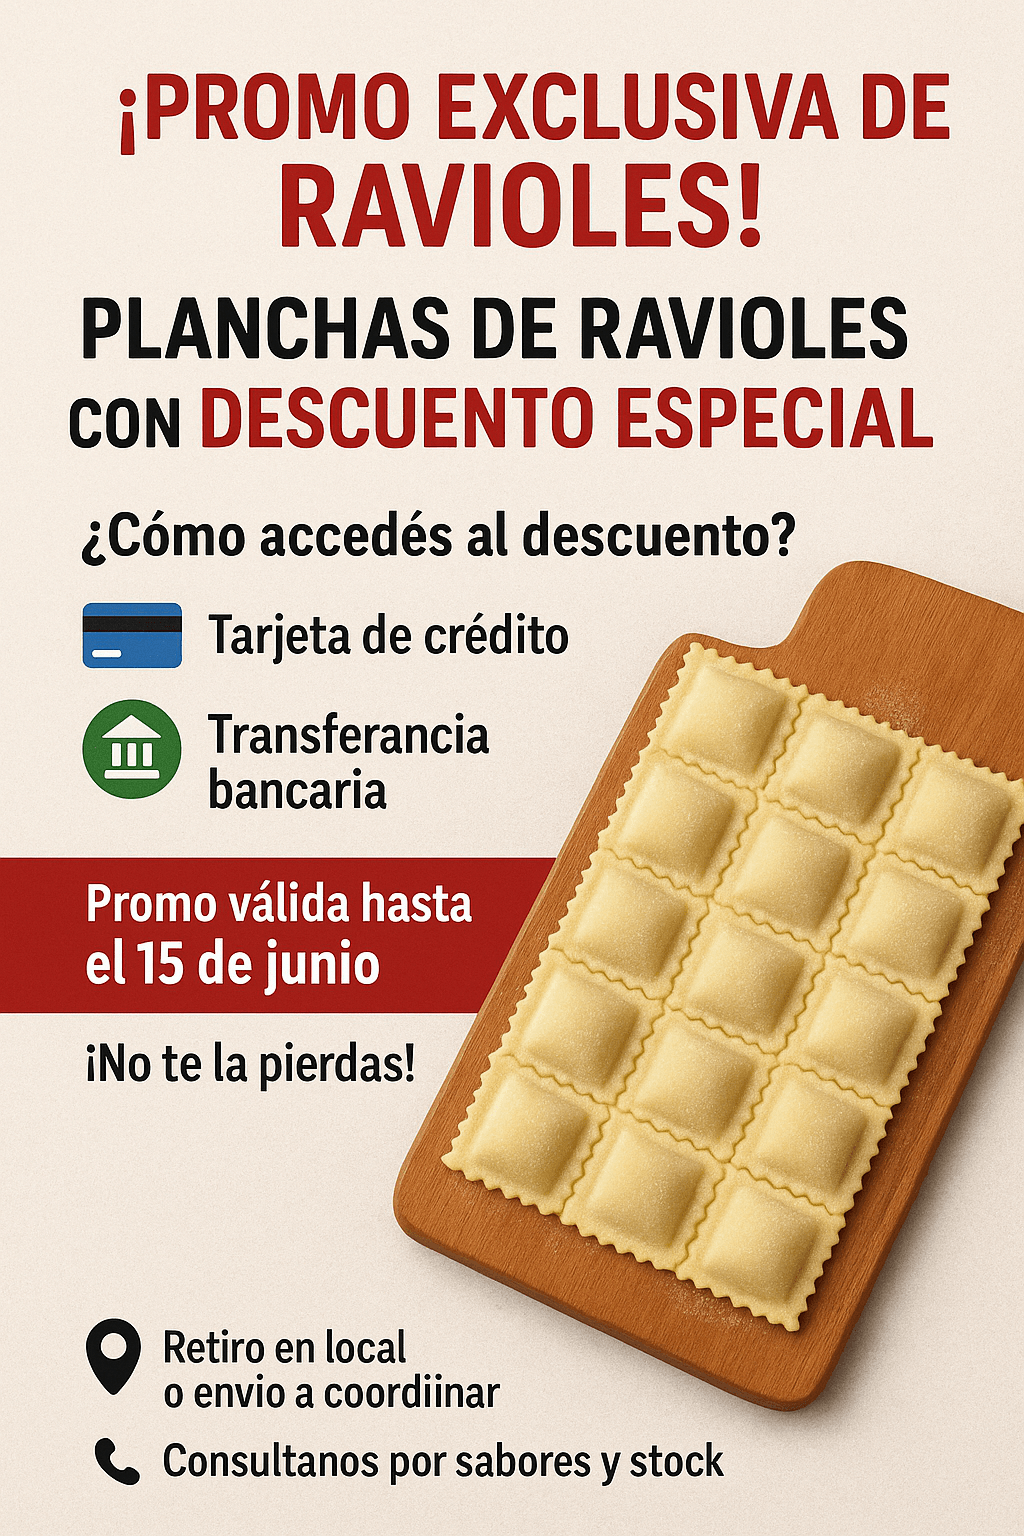 ¡PROMO EXCLUSIVA DE
RAVIOLES!
PLANCHAS DE RAVIOLES
CON DESCUENTO ESPECIAL
¿Cómo accedés al descuento?
Tarjeta de crédito
Transferancia
bancaria
Promo válida hasta
el 15 de junio
¡No te la pierdas!
Retiro en local
o envio a coordiinar
Consultanos por sabores y stock